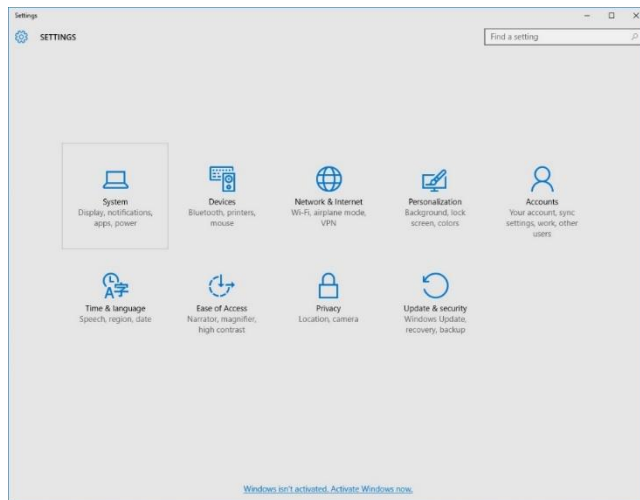 Settings
SETTINGS
Find a setting
System
Display, notifications,
apps, power
Devices
Bluetooth, printers,
mouse
Network & Internet
Wi-Fi, airplane mode,
VPN
Personalization
Background, lock
screen, colors
Accounts
Your account, sync
settings, work, other
users
A字
Time & language
Speech, region, date
Ease of Access
Narrator, magnifier,
high contrast
Privacy
Location, camera
Update & security
Windows Update,
recovery, backup
Windows isn't activated. Activate Windows now.